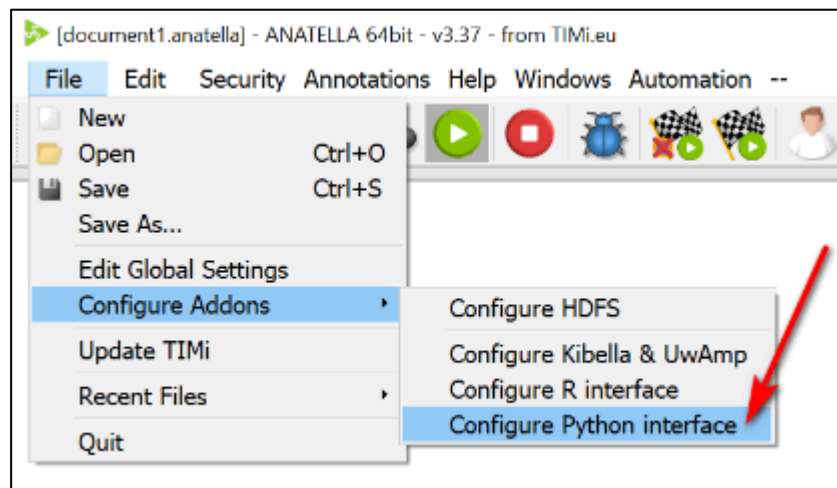 [document1.anatella] - ANATELLA 64bit - v3.37 - from TIMi.eu
File Edit Security Annotations Help Windows Automation --
New
Open Ctrl+O
Save Ctrl+S
Save As...
Edit Global Settings
Configure Addons
Update TIMi
Recent Files
Quit
Configure HDFS
Configure Kibella & UwAmp
Configure R interface
Configure Python interface